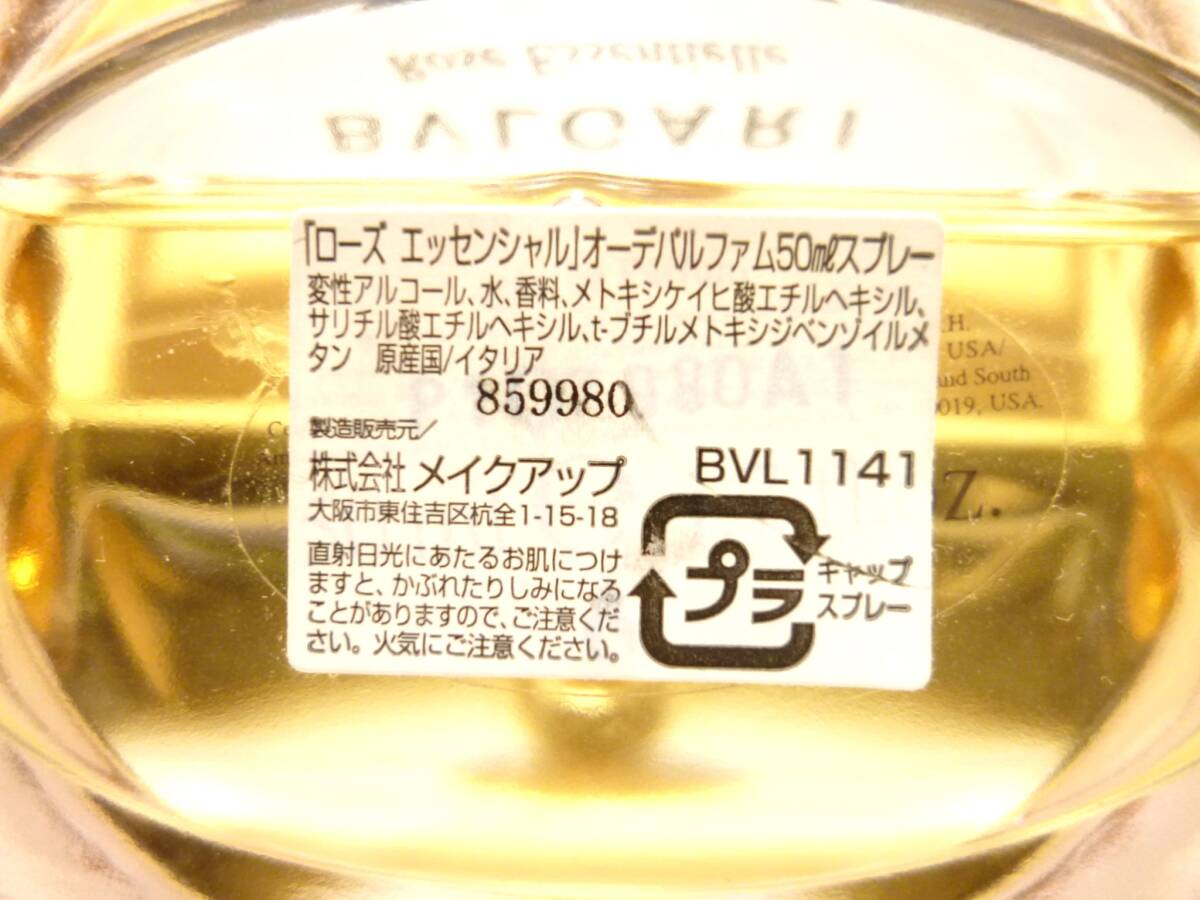 Rose Essentielle
BVLGARI
「ローズ エッセンシャル」オーデパルファム50mlスプレー
変性アルコール、水、香料、メトキシケイヒ酸エチルヘキシル、
サリチル酸エチルヘキシル、t-ブチルメトキシジベンゾイルメ
タン　原産国/イタリア
859980
製造販売元/
株式会社 メイクアップ
BVL1141
大阪市東住吉区杭全1-15-18
直射日光にあたるお肌につけ
ますと、かぶれたりしみになる
ことがありますので、ご注意くだ
さい。火気にご注意ください。
プラ
キャップ
スプレー
USA/
and South
USA.
Z.